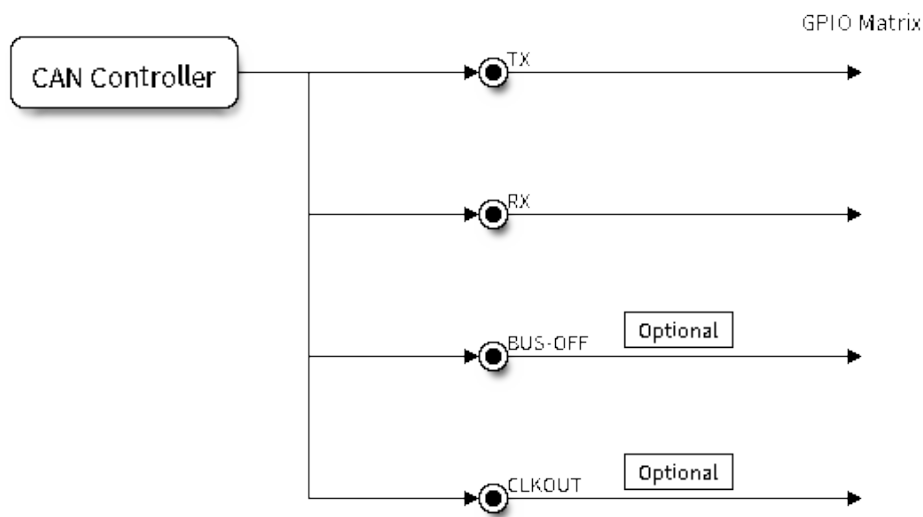 GPIO Matrix
CAN Controller
TX
RX
BUS-OFF
Optional
CLKOUT
Optional